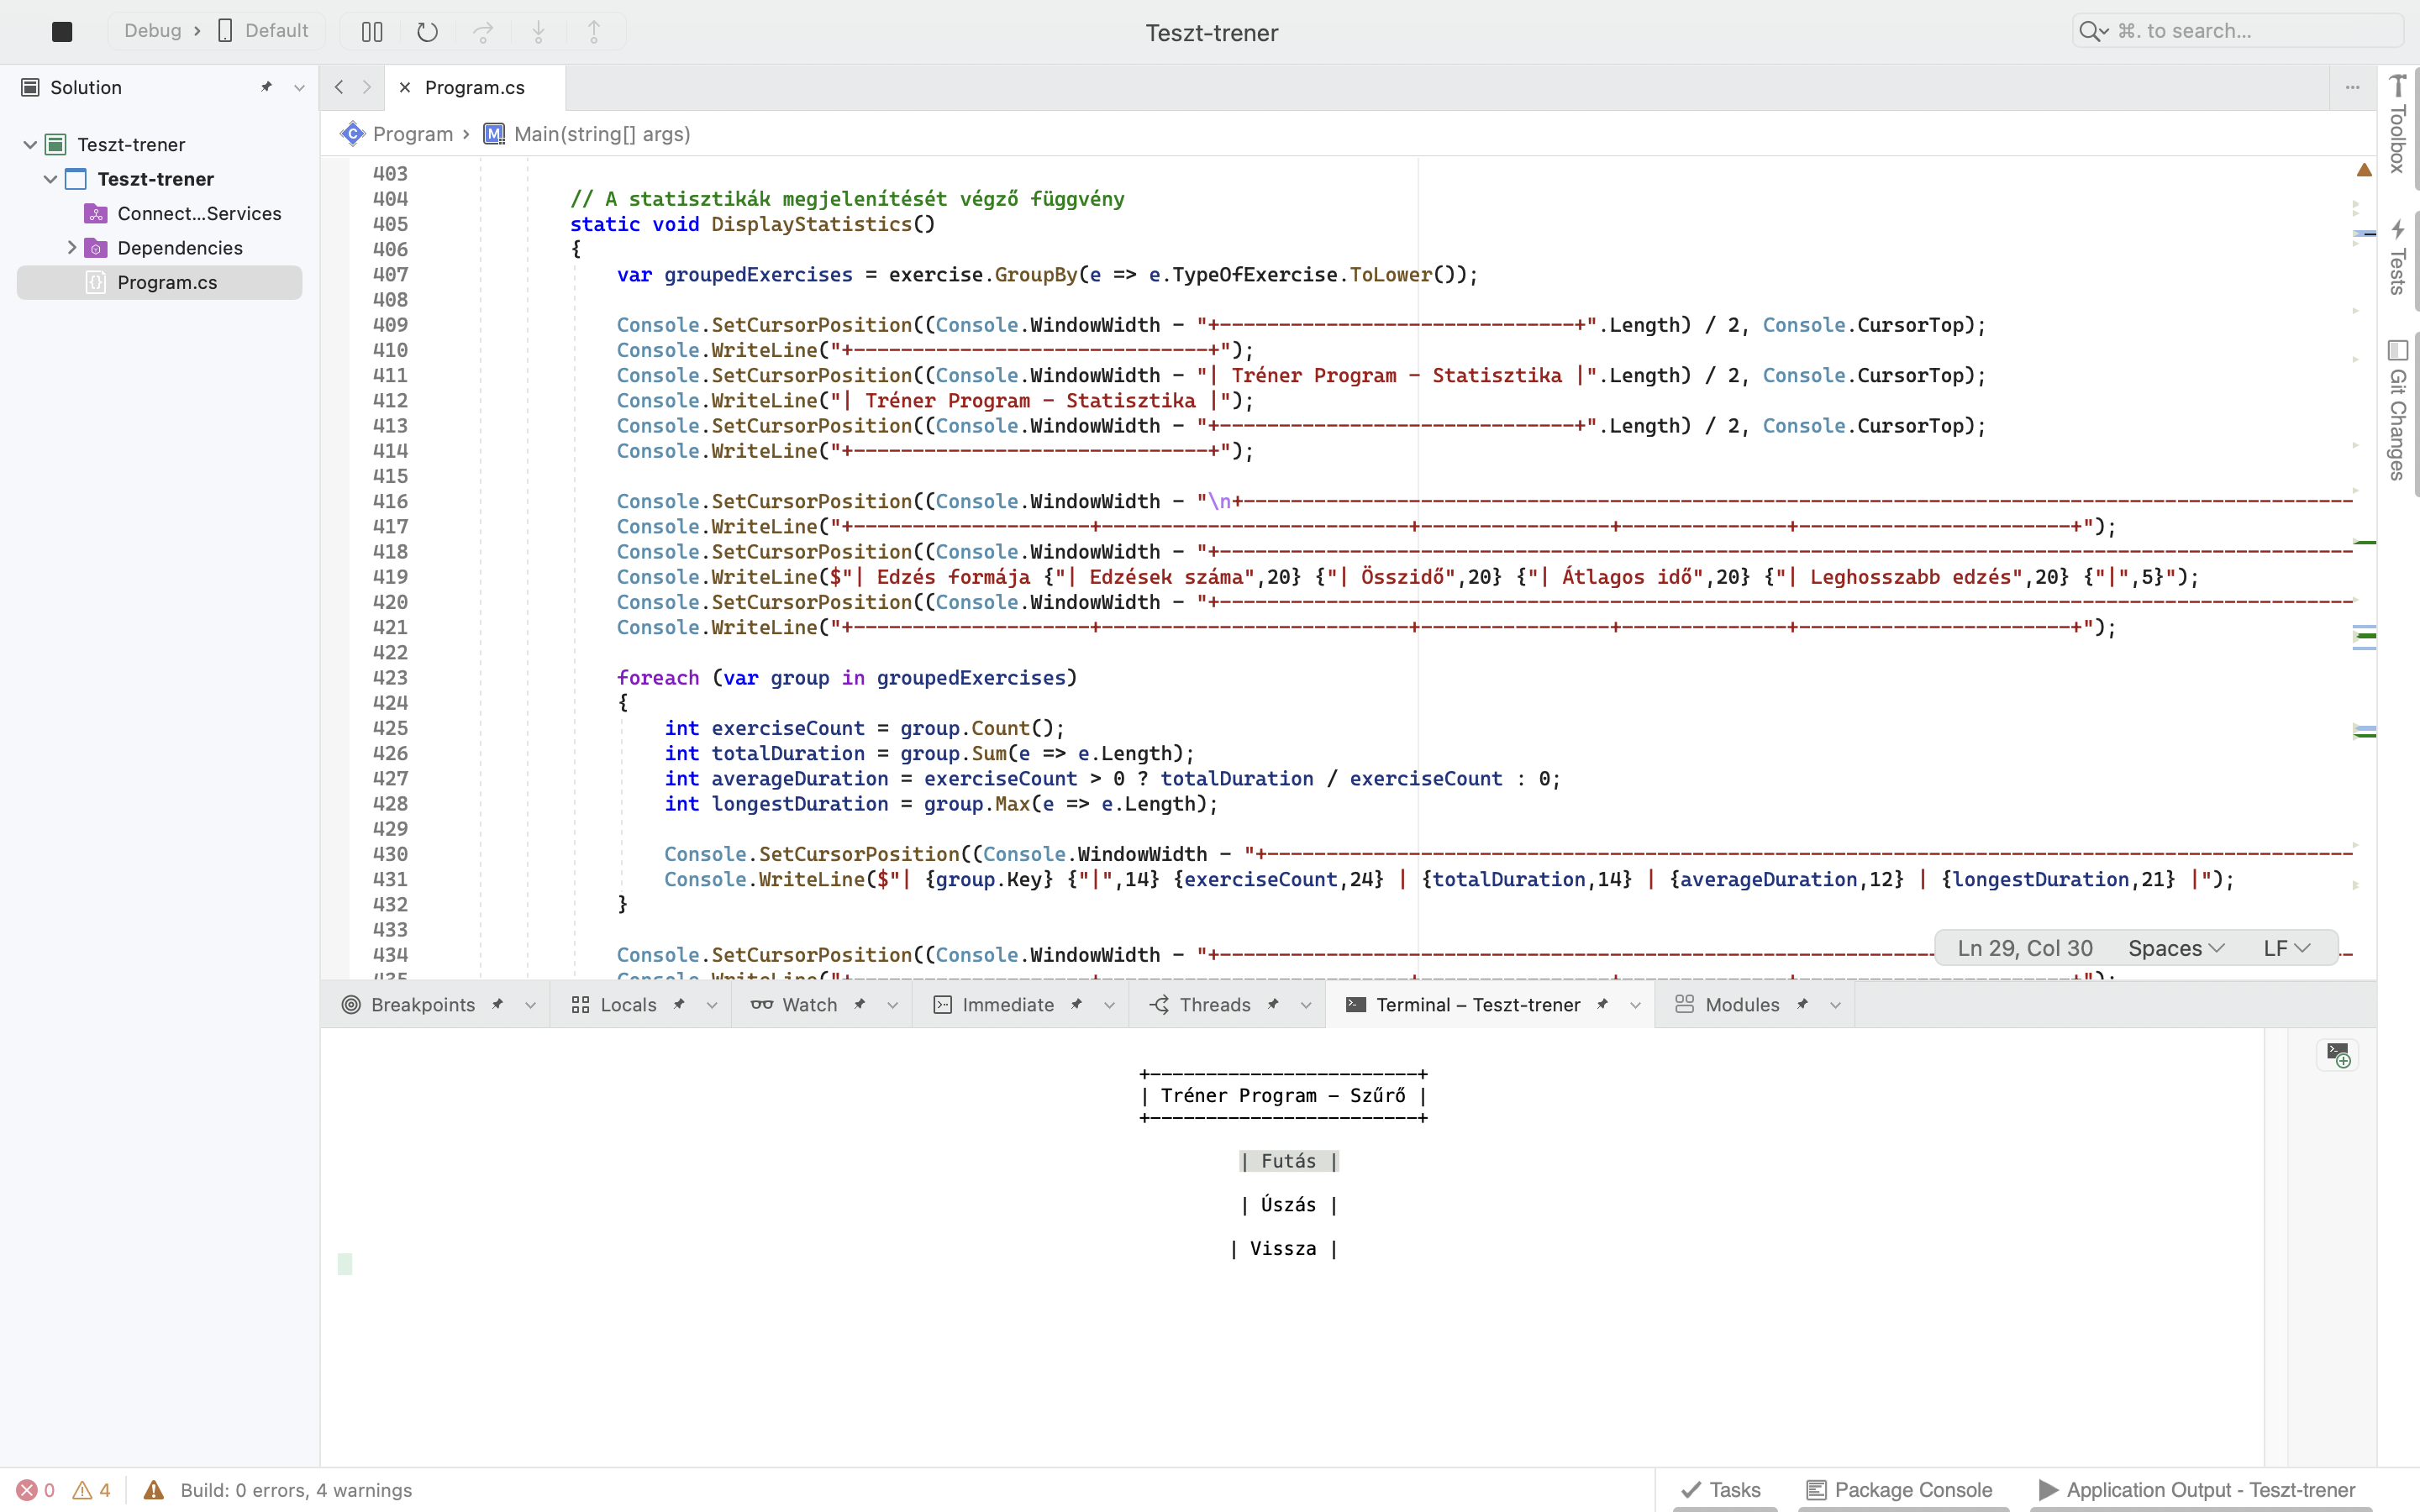 Debug › Default
Teszt-trener
⌘. to search...
Solution
Program.cs
Toolbox
Tests
Git Changes
Teszt-trener
Teszt-trener
Connect...Services
Dependencies
Program.cs
Program › Main(string[] args)
403
404 // A statisztikák megjelenítését végző függvény
405 static void DisplayStatistics()
406 {
407 var groupedExercises = exercise.GroupBy(e => e.TypeOfExercise.ToLower());
408
409 Console.SetCursorPosition((Console.WindowWidth - "+------------------------------+".Length) / 2, Console.CursorTop);
410 Console.WriteLine("+------------------------------+");
411 Console.SetCursorPosition((Console.WindowWidth - "| Tréner Program - Statisztika |".Length) / 2, Console.CursorTop);
412 Console.WriteLine("| Tréner Program - Statisztika |");
413 Console.SetCursorPosition((Console.WindowWidth - "+------------------------------+".Length) / 2, Console.CursorTop);
414 Console.WriteLine("+------------------------------+");
415
416 Console.SetCursorPosition((Console.WindowWidth - "\n+----------------------------------------------------------------------------------------------
417 Console.WriteLine("+--------------------+--------------------------+----------------+--------------+-----------------------+");
418 Console.SetCursorPosition((Console.WindowWidth - "+------------------------------------------------------------------------------------------------
419 Console.WriteLine($"| Edzés formája {"| Edzések száma",20} {"| Összidő",20} {"| Átlagos idő",20} {"| Leghosszabb edzés",20} {"|",5}");
420 Console.SetCursorPosition((Console.WindowWidth - "+------------------------------------------------------------------------------------------------
421 Console.WriteLine("+--------------------+--------------------------+----------------+--------------+-----------------------+");
422
423 foreach (var group in groupedExercises)
424 {
425 int exerciseCount = group.Count();
426 int totalDuration = group.Sum(e => e.Length);
427 int averageDuration = exerciseCount > 0 ? totalDuration / exerciseCount : 0;
428 int longestDuration = group.Max(e => e.Length);
429
430 Console.SetCursorPosition((Console.WindowWidth - "+--------------------------------------------------------------------------------------------
431 Console.WriteLine($"| {group.Key} {"|",14} {exerciseCount,24} | {totalDuration,14} | {averageDuration,12} | {longestDuration,21} |");
432 }
433
434 Console.SetCursorPosition((Console.WindowWidth - "+-------------------------------------------------------------
435 Console.WriteLine("+--------------------+--------------------------+----------------+--------------+-----------------------+");
Ln 29, Col 30 Spaces LF
Breakpoints Locals Watch Immediate Threads Terminal – Teszt-trener Modules
+------------------------+
| Tréner Program - Szűrő |
+------------------------+
| Futás |
| Úszás |
| Vissza |
0 4 Build: 0 errors, 4 warnings
Tasks Package Console Application Output - Teszt-trener